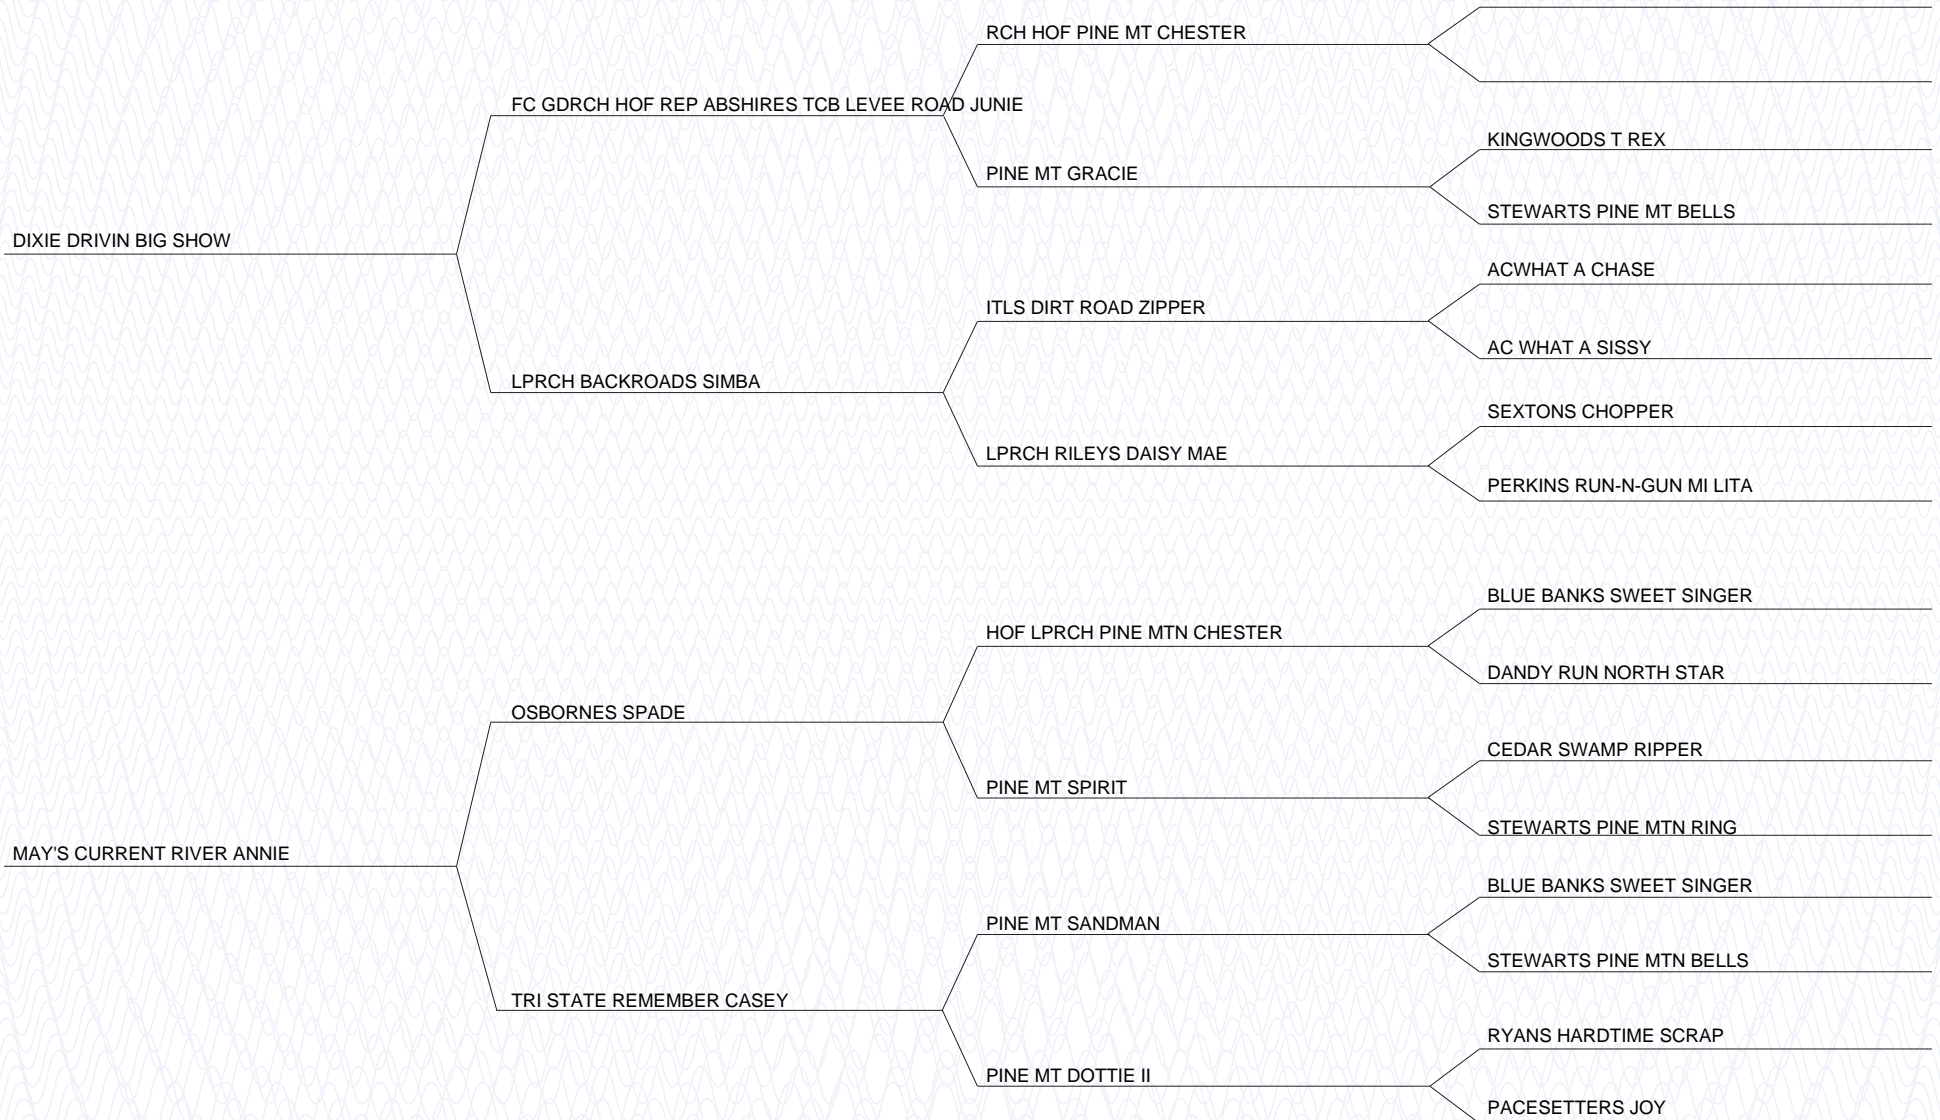 RCH HOF PINE MT CHESTER
FC GDRCH HOF REP ABSHIRES TCB LEVEE ROAD JUNIE
KINGWOODS T REX
PINE MT GRACIE
STEWARTS PINE MT BELLS
DIXIE DRIVIN BIG SHOW
ACWHAT A CHASE
ITLS DIRT ROAD ZIPPER
AC WHAT A SISSY
LPRCH BACKROADS SIMBA
SEXTONS CHOPPER
LPRCH RILEYS DAISY MAE
PERKINS RUN-N-GUN MI LITA
BLUE BANKS SWEET SINGER
HOF LPRCH PINE MTN CHESTER
DANDY RUN NORTH STAR
OSBORNES SPADE
CEDAR SWAMP RIPPER
PINE MT SPIRIT
STEWARTS PINE MTN RING
MAY'S CURRENT RIVER ANNIE
BLUE BANKS SWEET SINGER
PINE MT SANDMAN
STEWARTS PINE MTN BELLS
TRI STATE REMEMBER CASEY
RYANS HARDTIME SCRAP
PINE MT DOTTIE II
PACESETTERS JOY